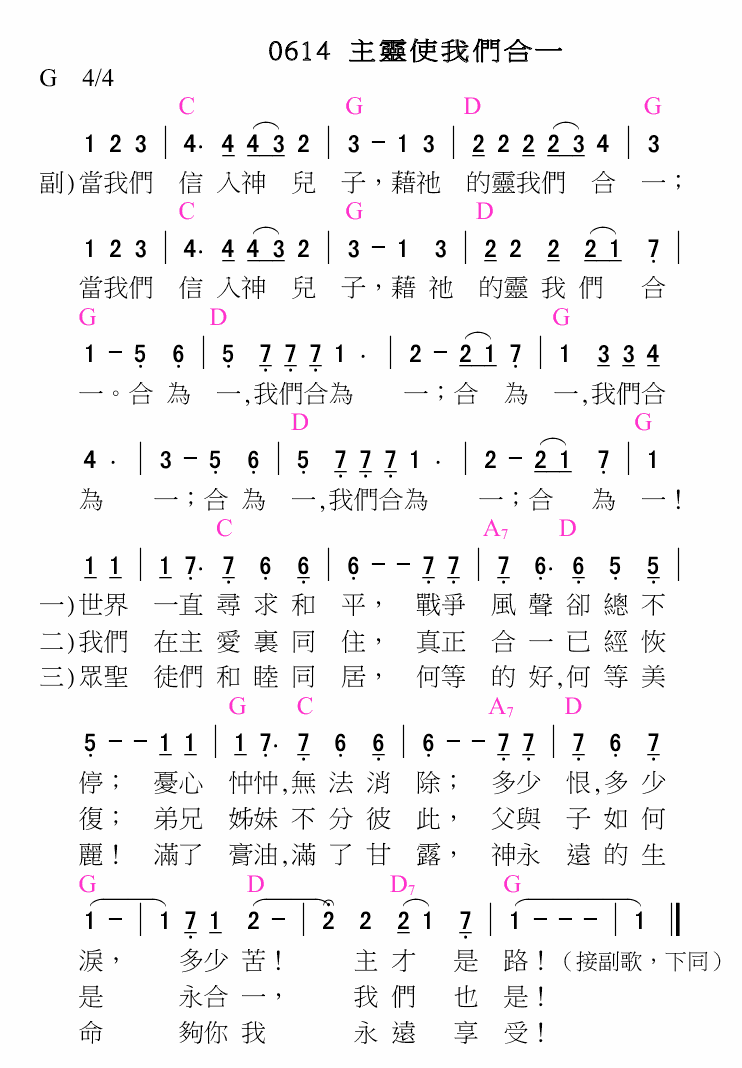 0614 主靈使我們合一
G 4/4
C G D G
1 2 3 | 4. 4 4 3 2 | 3 – 1 3 | 2 2 2 2 3 4 | 3
副)當我們 信 入神 兒 子，藉祂 的靈我們 合 一；
C G D
1 2 3 | 4. 4 4 3 2 | 3 – 1 3 | 2 2 2 2 1 7 |
當我們 信 入神 兒 子，藉 祂 的靈 我 們 合
G D G
1 – 5 6 | 5 7 7 7 1 . | 2 – 2 1 7 | 1 3 3 4
一。合 為 一,我們合為 一；合 為 一,我們合
D G
4 . | 3 – 5 6 | 5 7 7 7 1 . | 2 – 2 1 7 | 1
為 一；合 為 一,我們合為 一；合 為 一！
C A7 D
1 1 | 1 7. 7 6 6 | 6 – – 7 7 | 7 6. 6 5 5 |
一)世界 一直 尋 求 和 平， 戰爭 風 聲 卻 總 不
二)我們 在主 愛 裏 同 住， 真正 合 一 已 經 恢
三)眾聖 徒們 和 睦 同 居， 何等 的 好,何 等 美
G C A7 D
5 – – 1 1 | 1 7. 7 6 6 | 6 – – 7 7 | 7 6 7
停； 憂心 忡忡,無 法 消 除； 多少 恨,多 少
復； 弟兄 姊妹 不 分 彼 此， 父與 子 如 何
麗！ 滿了 膏油,滿 了 甘 露， 神永 遠 的 生
G D D7 G
1 – | 1 7 1 2 – | 2 2 2 1 7 | 1 – – – | 1 ‖
淚， 多少 苦！ 主 才 是 路！（接副歌，下同）
是 永合 一， 我 們 也 是！
命 夠你 我 永 遠 享 受！